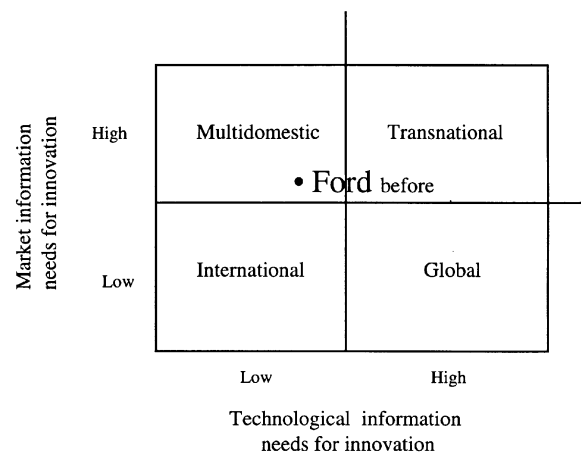 Market information
needs for innovation
High
Multidomestic
Transnational
• Ford before
Low
International
Global
Low
High
Technological information
needs for innovation